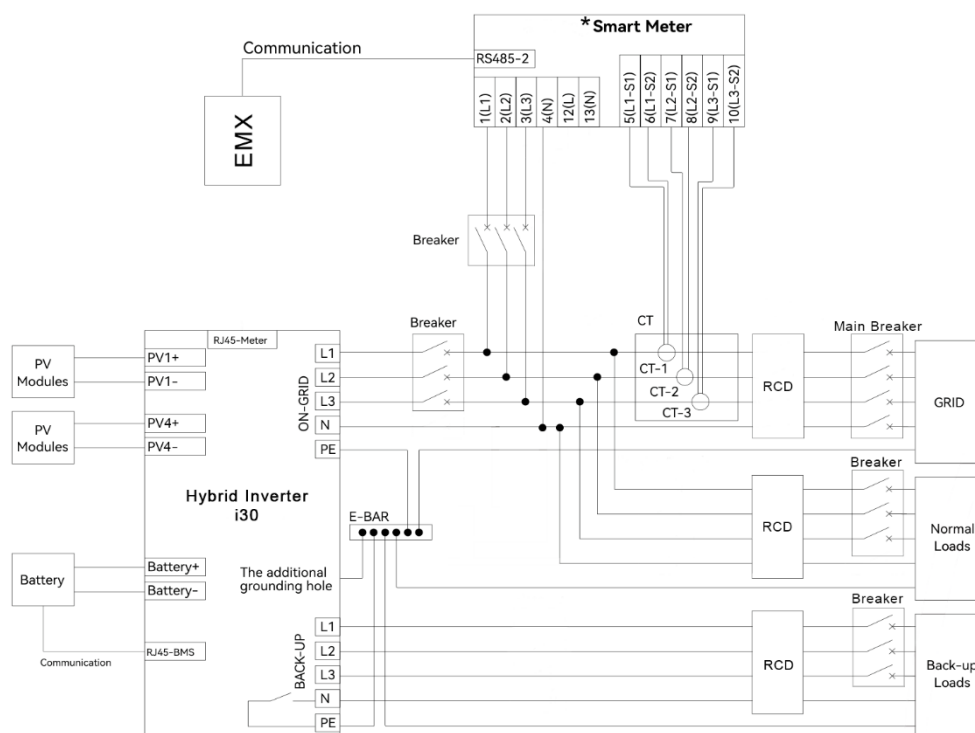 *Smart Meter
Communication
RS485-2
EMX
1(L1)
2(L2)
3(L3)
4(N)
12(L)
13(N)
5(L1-S1)
6(L1-S2)
7(L2-S1)
8(L2-S2)
9(L3-S1)
10(L3-S2)
Breaker
Breaker
CT
Main Breaker
RJ45-Meter
PV
Modules
PV1+
PV1-
L1
L2
L3
N
PE
ON-GRID
CT-1
CT-2
CT-3
RCD
GRID
PV
Modules
PV4+
PV4-
Hybrid Inverter
i30
E-BAR
Breaker
RCD
Normal
Loads
Battery
Battery+
Battery-
The additional
grounding hole
Breaker
Communication
RJ45-BMS
BACK-UP
L1
L2
L3
N
PE
RCD
Back-up
Loads